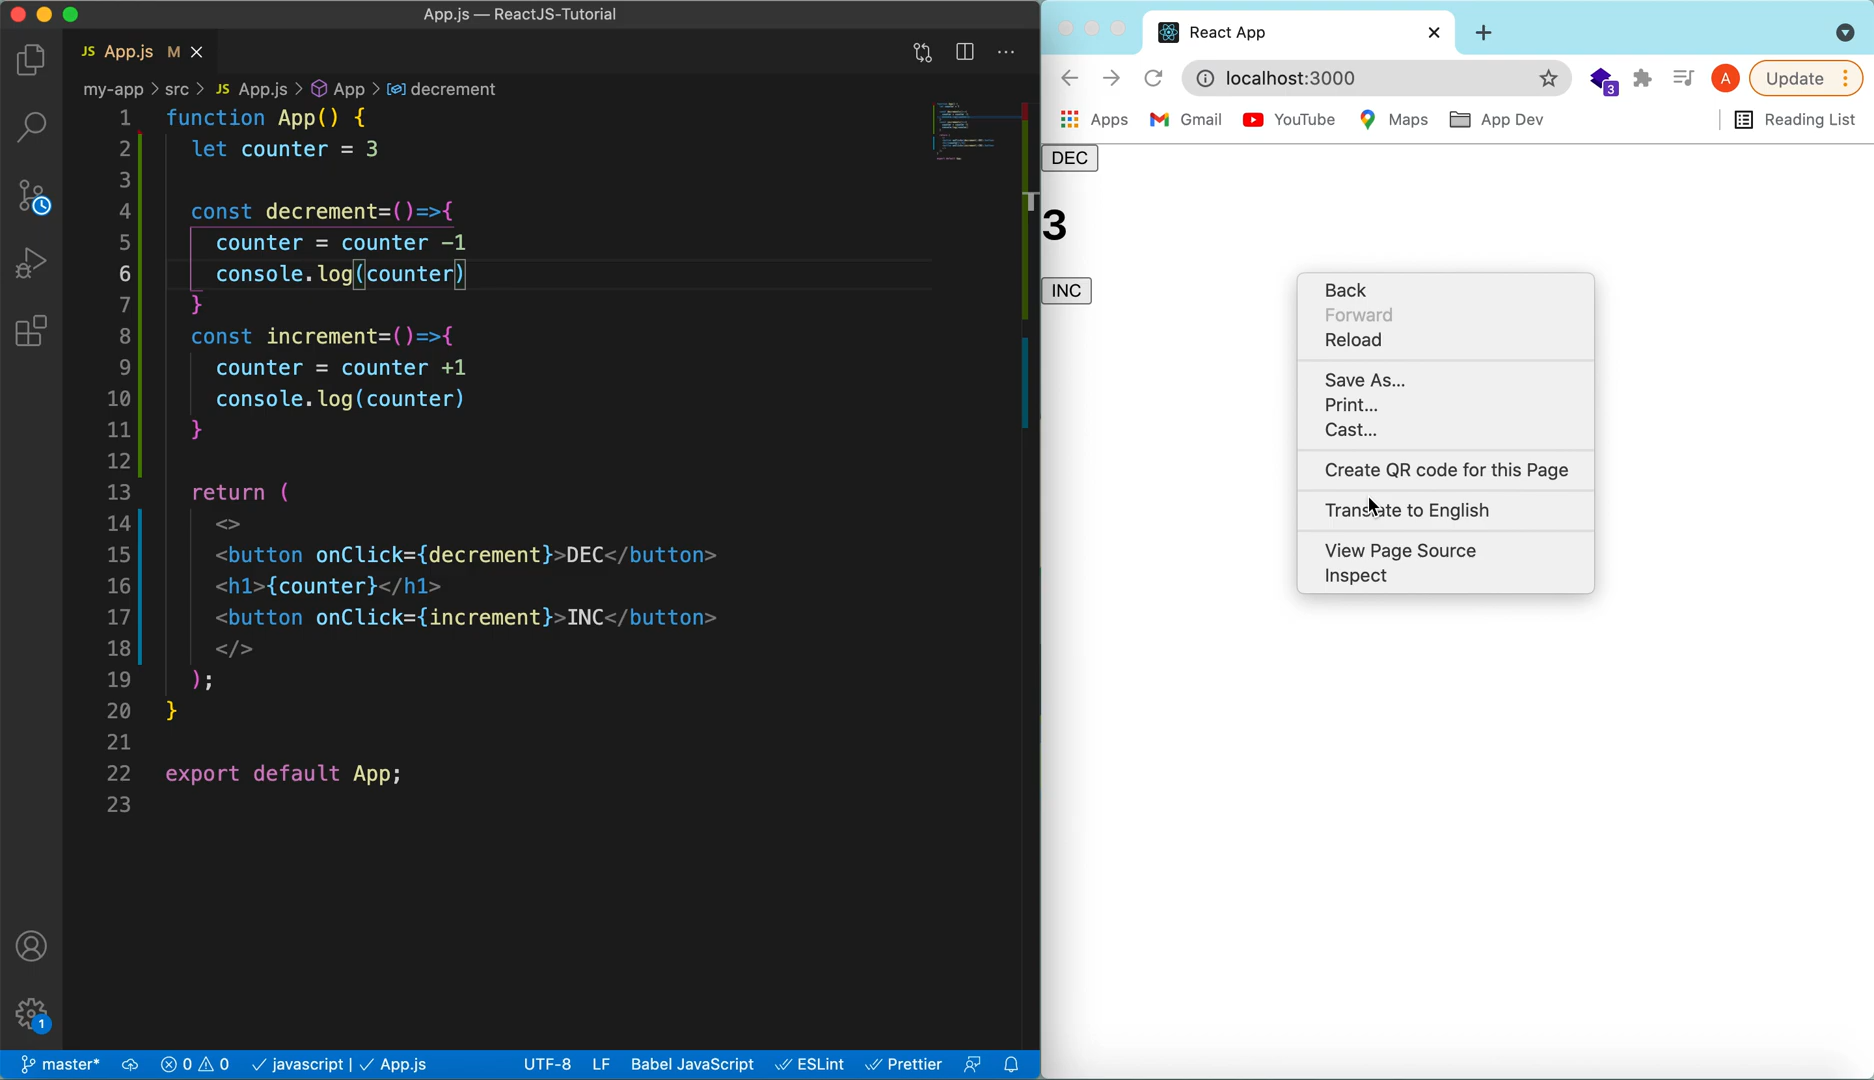 App.js — ReactJS-Tutorial
JS App.js M
my-app > src > JS App.js > App > decrement
1 function App() {
2 let counter = 3
3
4 const decrement=()=>{
5 counter = counter -1
6 console.log(counter)
7 }
8 const increment=()=>{
9 counter = counter +1
10 console.log(counter)
11 }
12
13 return (
14 <>
15 <button onClick={decrement}>DEC</button>
16 <h1>{counter}</h1>
17 <button onClick={increment}>INC</button>
18 </>
19 );
20 }
21
22 export default App;
23
1
master* 0 0 javascript | App.js UTF-8 LF Babel JavaScript ESLint Prettier
React App
localhost:3000 3 A Update
Apps Gmail YouTube Maps App Dev Reading List
DEC
3
INC
Back
Forward
Reload
Save As...
Print...
Cast...
Create QR code for this Page
Translate to English
View Page Source
Inspect